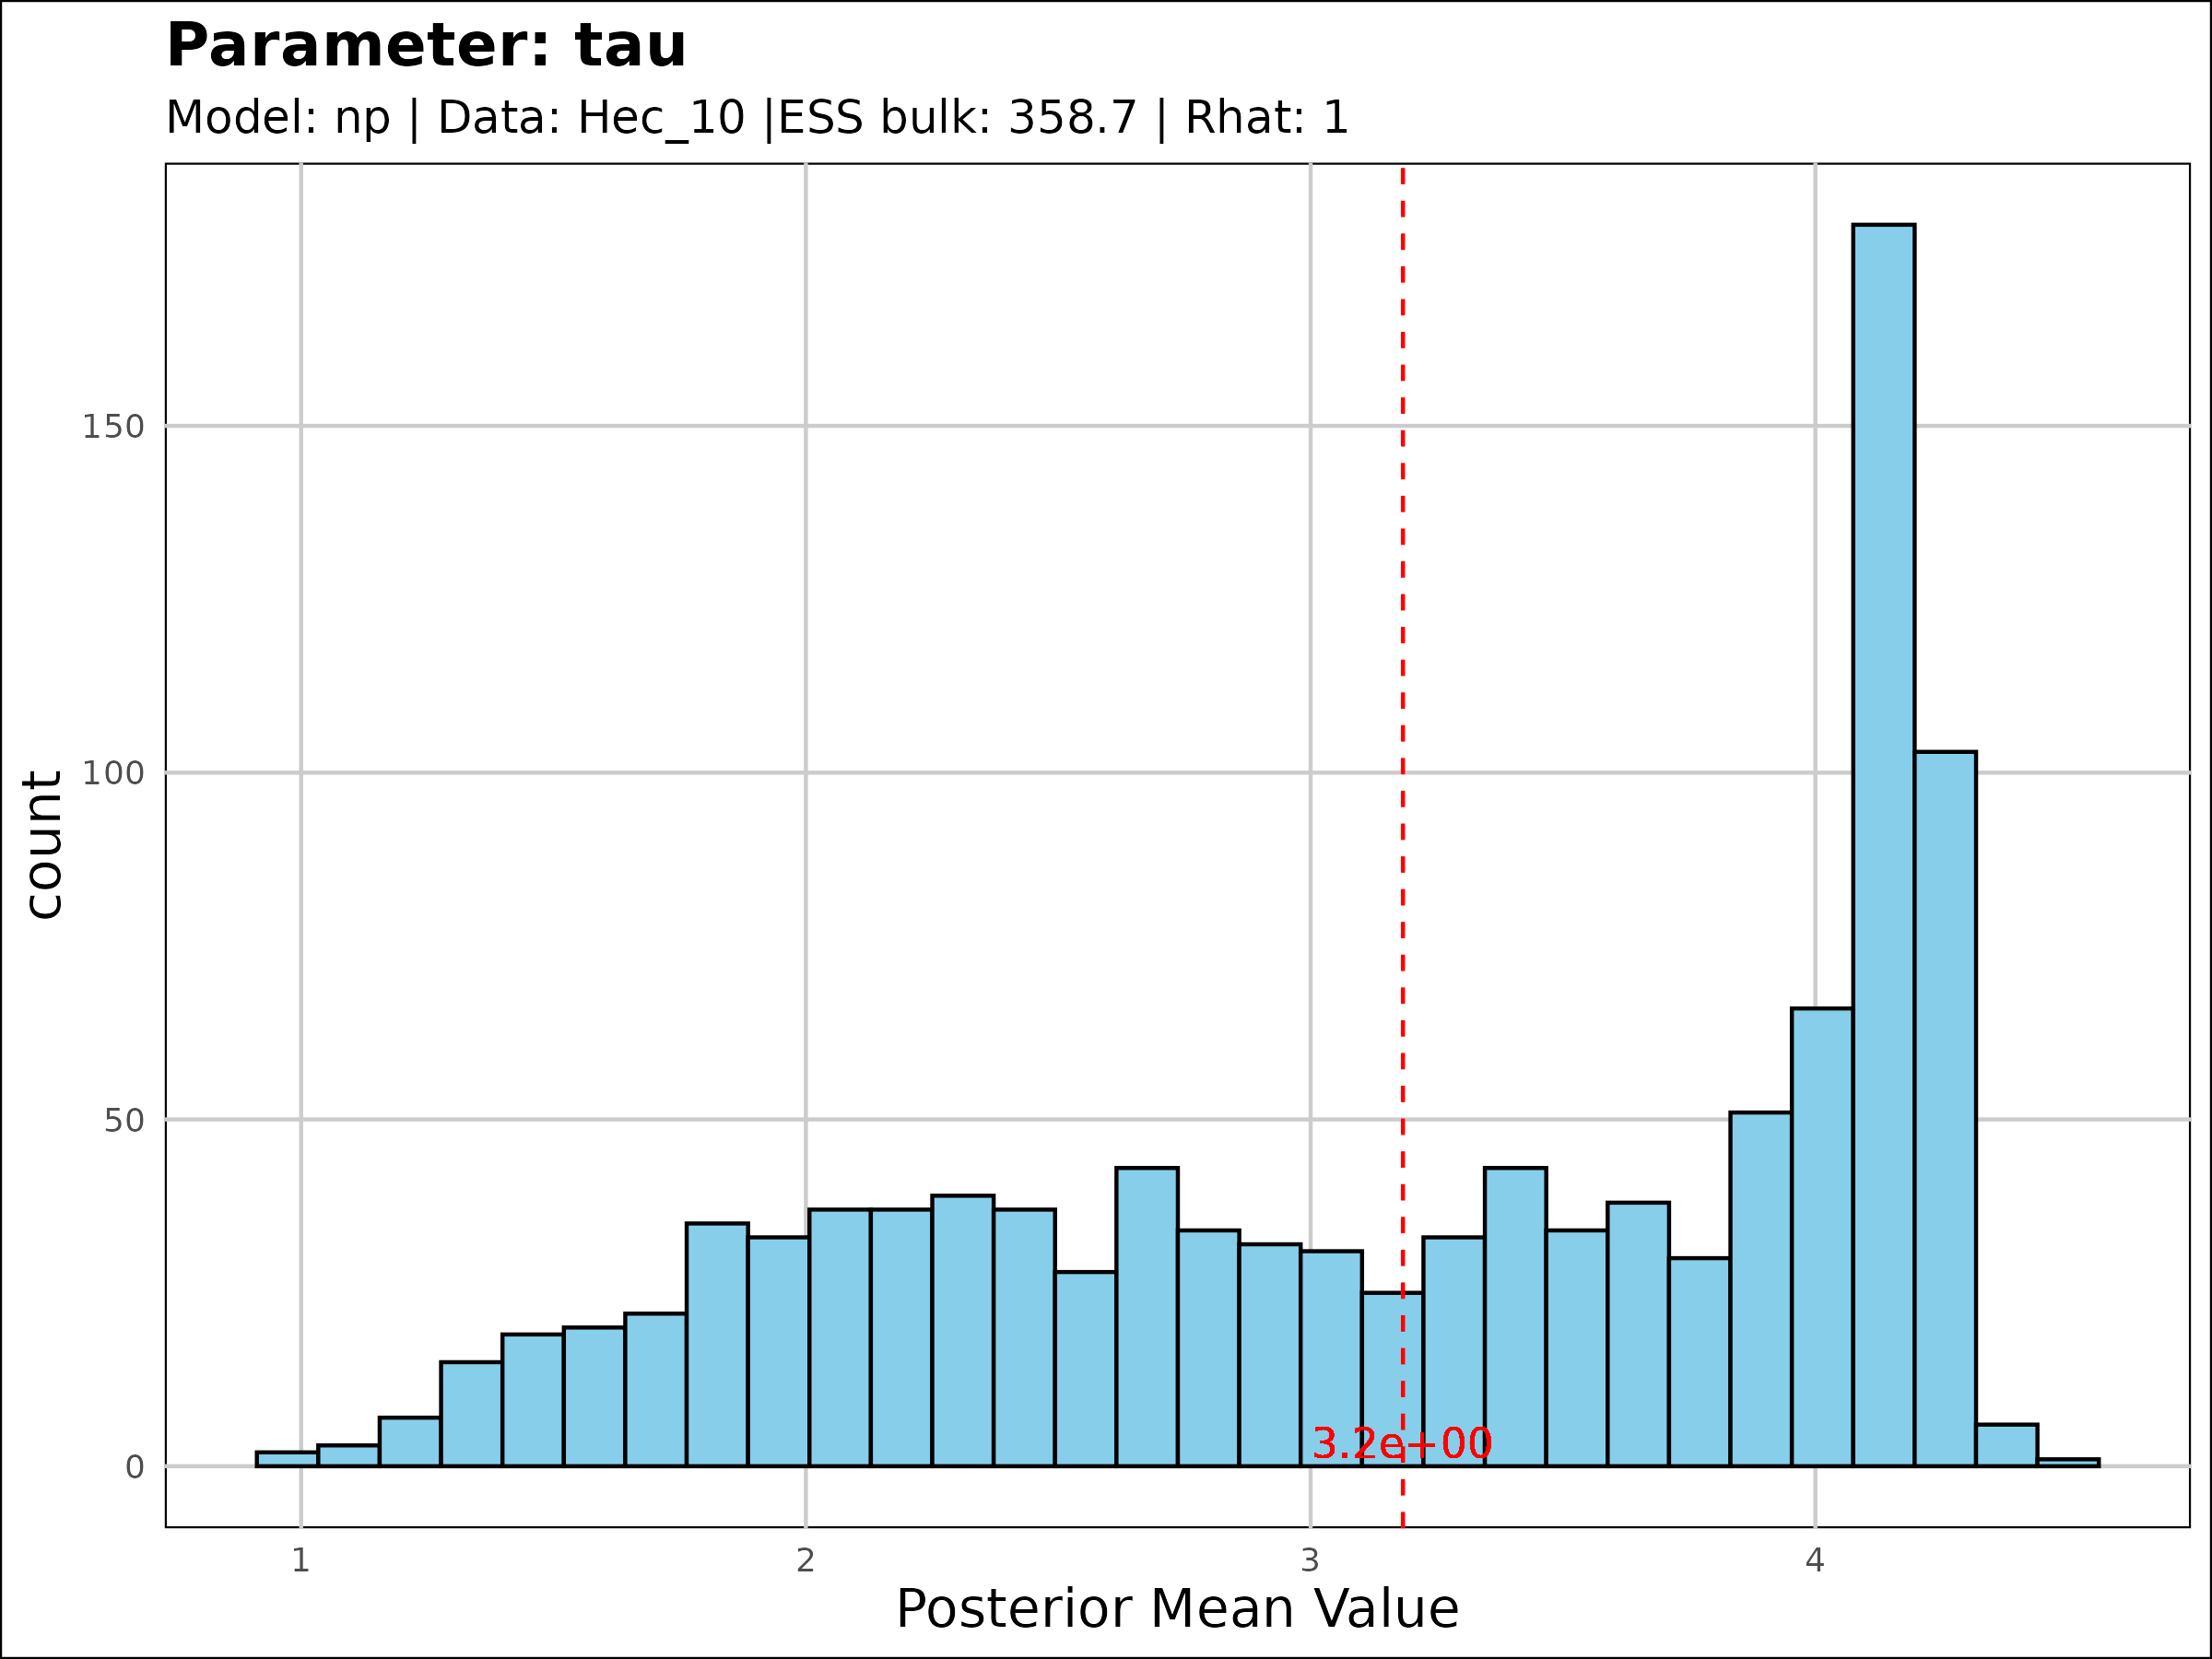 Parameter: tau
Model: np | Data: Hec_10 |ESS bulk: 358.7 | Rhat: 1
count
150
100
50
0
3.2e+00
1 2 3 4
Posterior Mean Value